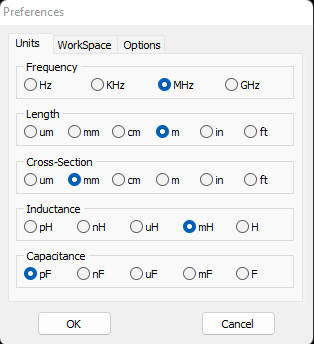 Preferences
Units WorkSpace Options
Frequency
Hz KHz MHz GHz
Length
um mm cm m in ft
Cross-Section
um mm cm m in ft
Inductance
pH nH uH mH H
Capacitance
pF nF uF mF F
OK Cancel